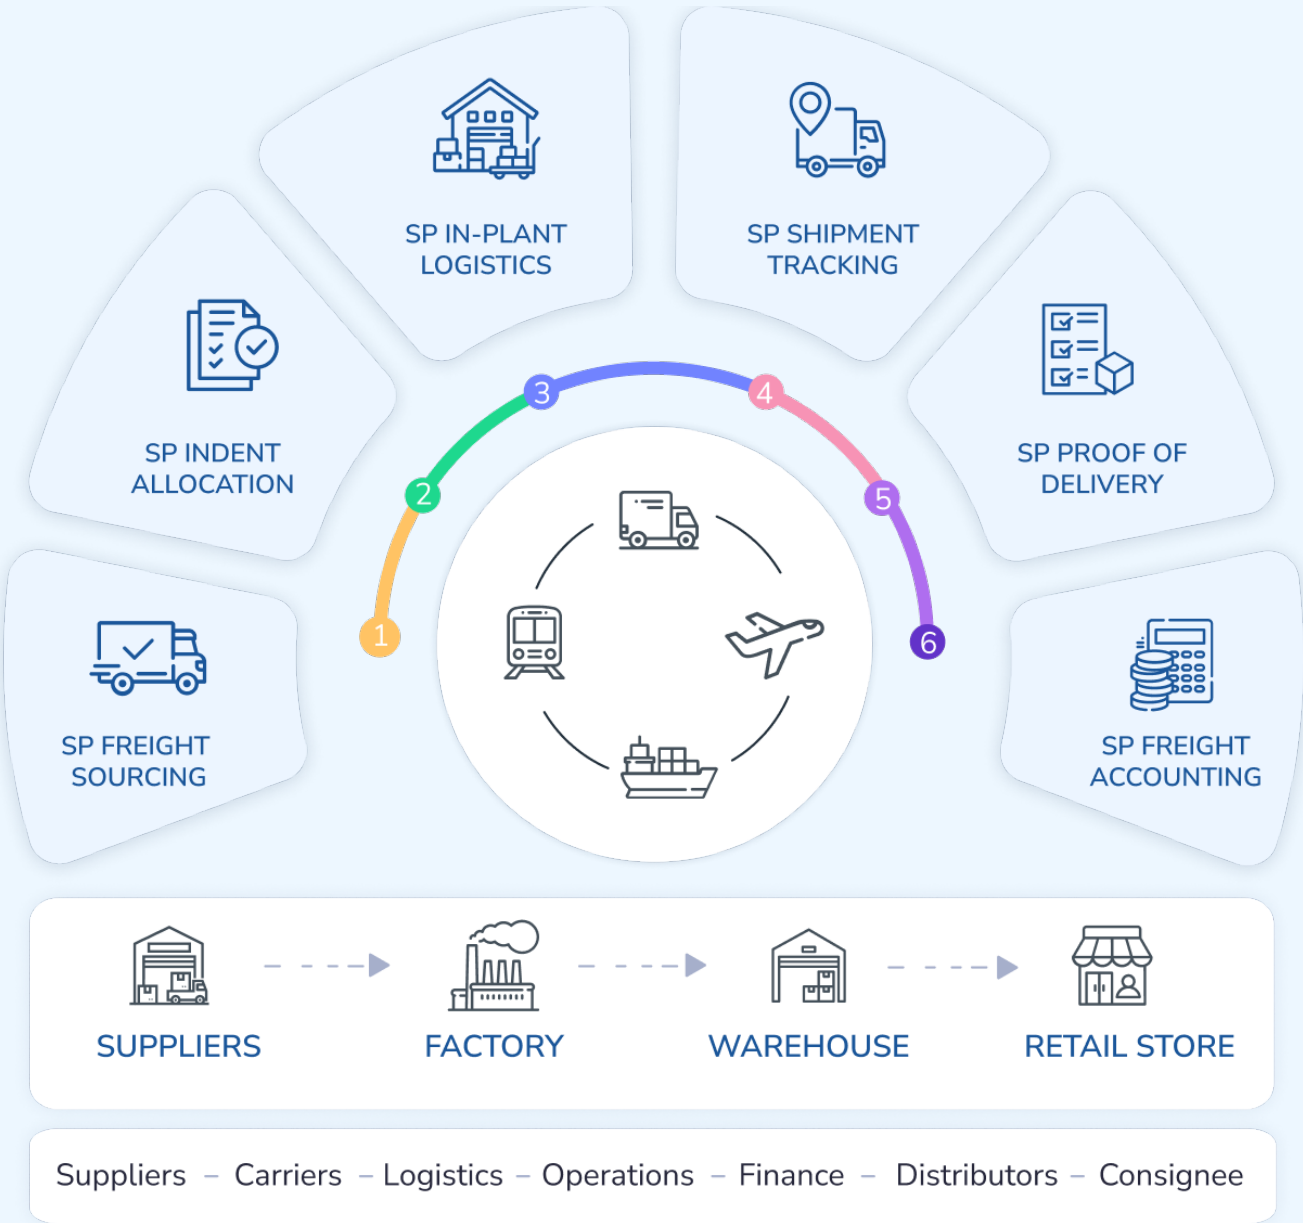 SP IN-PLANT
LOGISTICS
SP SHIPMENT
TRACKING
SP INDENT
ALLOCATION
SP PROOF OF
DELIVERY
SP FREIGHT
SOURCING
SP FREIGHT
ACCOUNTING
1
2
3
4
5
6
SUPPLIERS
FACTORY
WAREHOUSE
RETAIL STORE
Suppliers – Carriers – Logistics – Operations – Finance – Distributors – Consignee